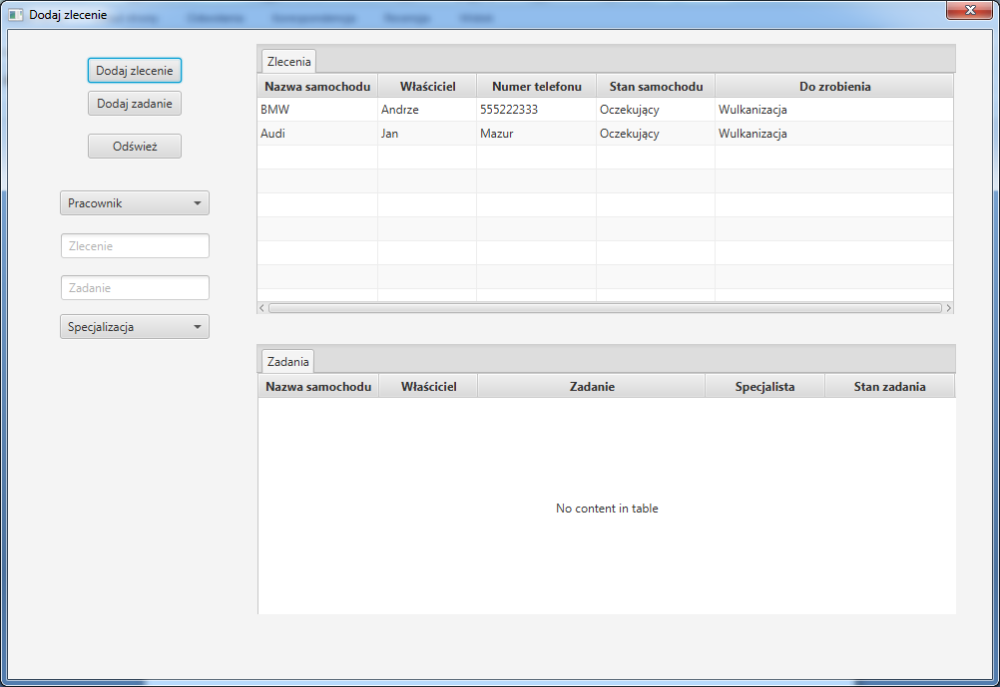 Dodaj zlecenie
Dodaj zlecenie
Dodaj zadanie
Odśwież
Pracownik
Zlecenie
Zadanie
Specjalizacja
Zlecenia
Nazwa samochodu Właściciel Numer telefonu Stan samochodu Do zrobienia
BMW Andrze 555222333 Oczekujący Wulkanizacja
Audi Jan Mazur Oczekujący Wulkanizacja
Zadania
Nazwa samochodu Właściciel Zadanie Specjalista Stan zadania
No content in table